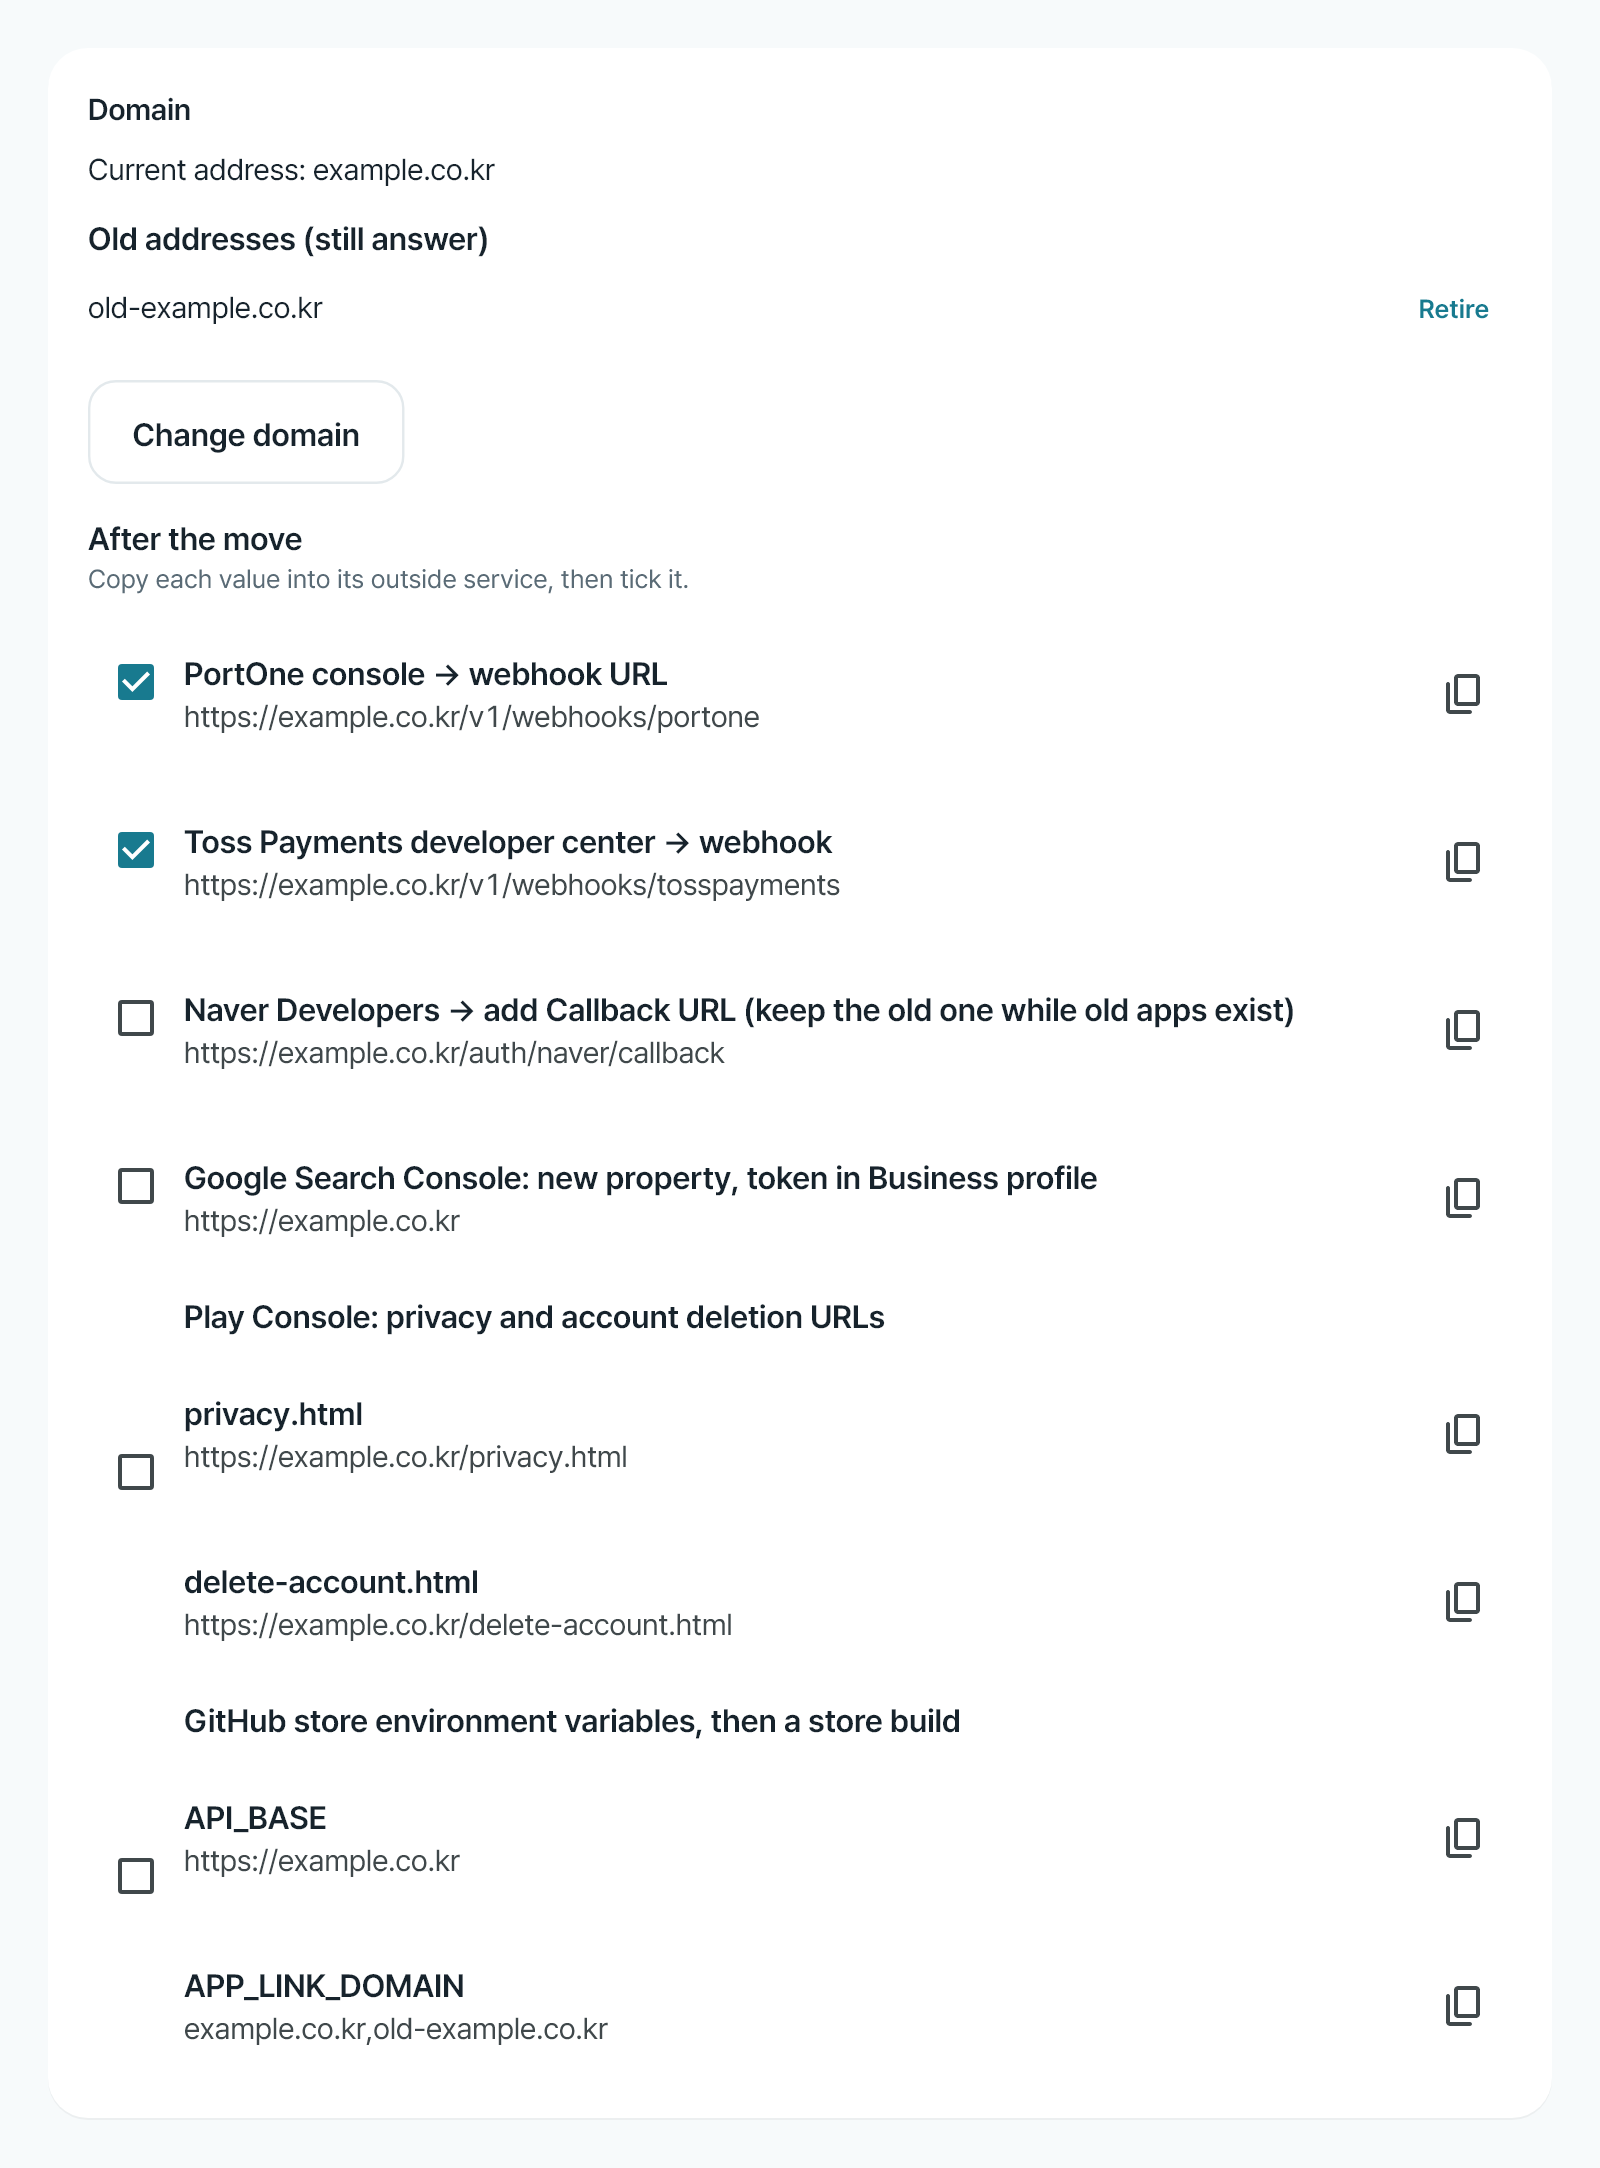 Domain
Current address: example.co.kr
Old addresses (still answer)
old-example.co.kr
Retire
Change domain
After the move
Copy each value into its outside service, then tick it.
PortOne console → webhook URL
https://example.co.kr/v1/webhooks/portone
Toss Payments developer center → webhook
https://example.co.kr/v1/webhooks/tosspayments
Naver Developers → add Callback URL (keep the old one while old apps exist)
https://example.co.kr/auth/naver/callback
Google Search Console: new property, token in Business profile
https://example.co.kr
Play Console: privacy and account deletion URLs
privacy.html
https://example.co.kr/privacy.html
delete-account.html
https://example.co.kr/delete-account.html
GitHub store environment variables, then a store build
API_BASE
https://example.co.kr
APP_LINK_DOMAIN
example.co.kr,old-example.co.kr